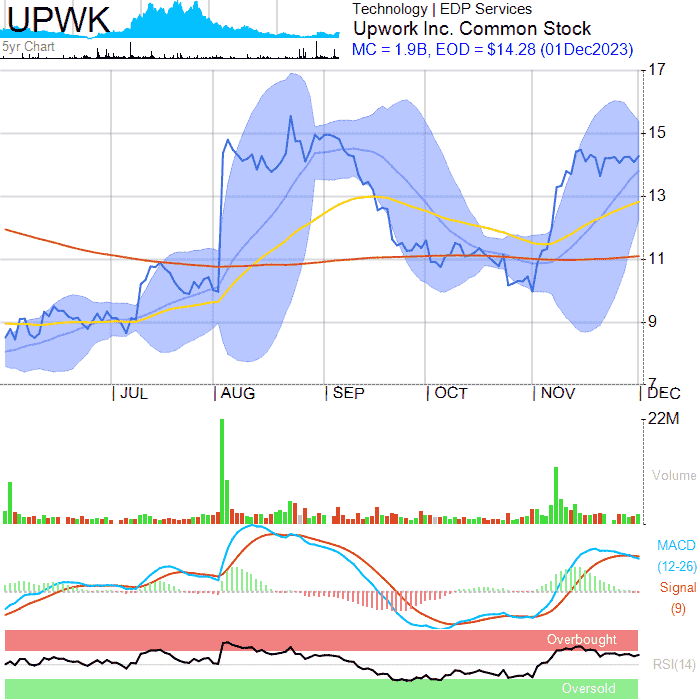 UPWK
5yr Chart
Technology | EDP Services
Upwork Inc. Common Stock
MC = 1.9B, EOD = $14.28 (01Dec2023)
17
15
13
11
9
7
JUL AUG SEP OCT NOV DEC
22M
Volume
MACD
(12-26)
Signal
(9)
Overbought
RSI(14)
Oversold